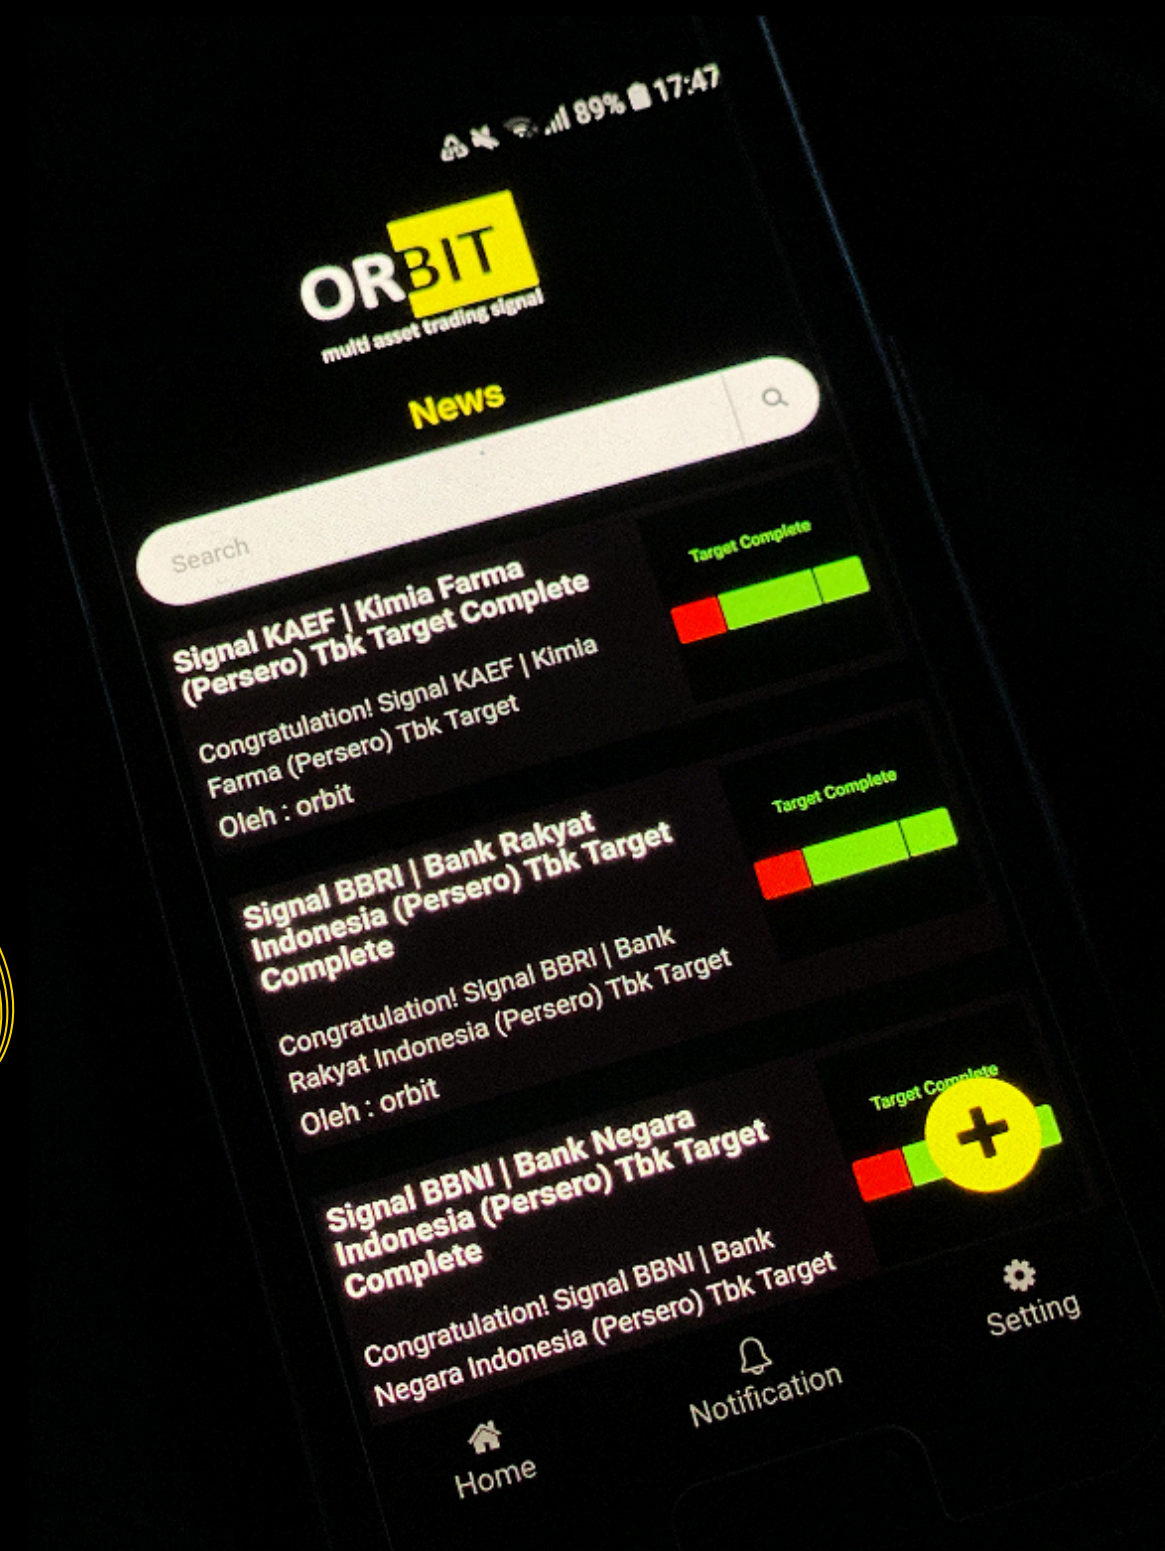 89% 17:47
ORBIT
multi asset trading signal
News
Search
Target Complete
Signal KAEF | Kimia Farma
(Persero) Tbk Target Complete
Congratulation! Signal KAEF | Kimia
Farma (Persero) Tbk Target
Oleh : orbit
Target Complete
Signal BBRI | Bank Rakyat
Indonesia (Persero) Tbk Target
Complete
Congratulation! Signal BBRI | Bank
Rakyat Indonesia (Persero) Tbk Target
Oleh : orbit
Target Complete
Signal BBNI | Bank Negara
Indonesia (Persero) Tbk Target
Complete
Congratulation! Signal BBNI | Bank
Negara Indonesia (Persero) Tbk Target
Home
Notification
Setting